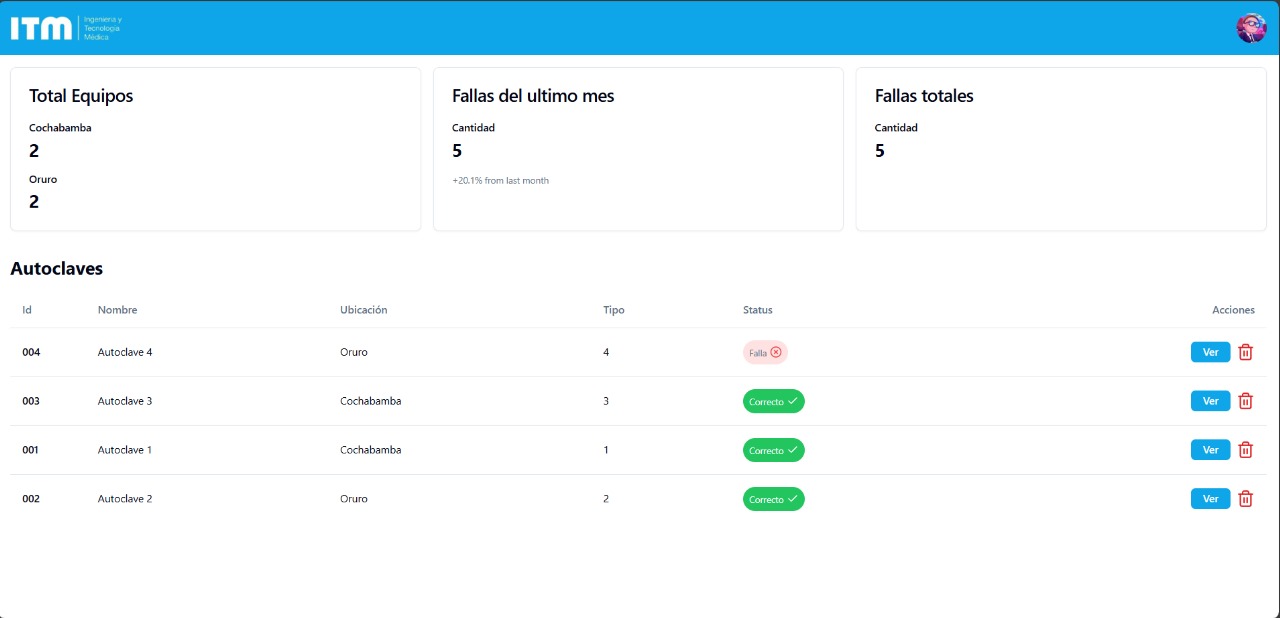 ITM
Ingeniería y
Tecnología
Médica
Total Equipos
Cochabamba
2
Oruro
2
Fallas del ultimo mes
Cantidad
5
+20.1% from last month
Fallas totales
Cantidad
5
Autoclaves
Id Nombre Ubicación Tipo Status Acciones
004 Autoclave 4 Oruro 4 Falla Ver
003 Autoclave 3 Cochabamba 3 Correcto Ver
001 Autoclave 1 Cochabamba 1 Correcto Ver
002 Autoclave 2 Oruro 2 Correcto Ver